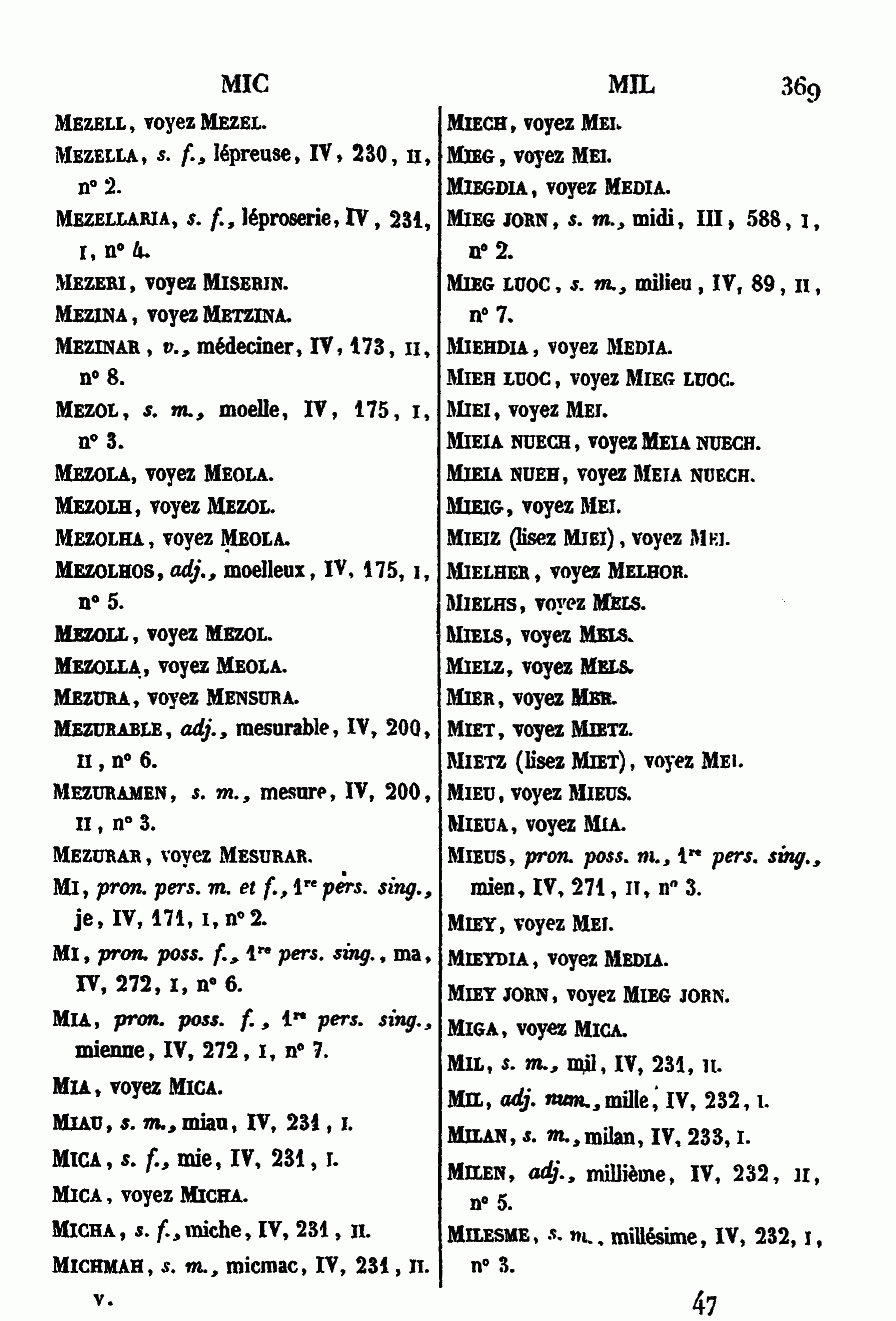 MIC
MIL
369
MEZELL, voyez MEZEL.
MEZELLA, s. f., lépreuse, IV, 230, II,
n° 2.
MEZELLARIA, s. f., léproserie, IV, 231,
I, n° 4.
MEZERI, voyez MISERIN.
MEZINA, voyez METZINA.
MEZINAR, v., médeciner, IV, 173, II,
n° 8.
MEZOL, s. m., moelle, IV, 175, I,
n° 3.
MEZOLA, voyez MEOLA.
MEZOLH, voyez MEZOL.
MEZOLHA, voyez MEOLA.
MEZOLHOS, adj., moelleux, IV, 175, I,
n° 5.
MEZOLL, voyez MEZOL.
MEZOLLA, voyez MEOLA.
MEZURA, voyez MENSURA.
MEZURABLE, adj., mesurable, IV, 200,
II, n° 6.
MEZURAMEN, s. m., mesure, IV, 200,
II, n° 3.
MEZURAR, voyez MESURAR.
MI, pron. pers. m. et f., 1re pers. sing.,
je, IV, 171, I, n° 2.
MI, pron. poss. f., 1re pers. sing., ma,
IV, 272, I, n° 6.
MIA, pron. poss. f., 1re pers. sing.,
mienne, IV, 272, I, n° 7.
MIA, voyez MICA.
MIAU, s. m., miau, IV, 231, I.
MICA, s. f., mie, IV, 231, I.
MICA, voyez MICHA.
MICHA, s. f., miche, IV, 231, II.
MICHMAH, s. m., micmac, IV, 231, II.
V.
MIECH, voyez MEI.
MIEG, voyez MEI.
MIEGDIA, voyez MEDIA.
MIEG JORN, s. m., midi, III, 588, I,
n° 2.
MIEG LUOC, s. m., milieu, IV, 89, II,
n° 7.
MIEHDIA, voyez MEDIA.
MIEH LUOC, voyez MIEG LUOC.
MIEI, voyez MEI.
MIEIA NUECH, voyez MEIA NUECH.
MIEIA NUEH, voyez MEIA NUECH.
MIEIG, voyez MEI.
MIEIZ (lisez MIEI), voyez MEI.
MIELHER, voyez MELHOR.
MIELHS, voyez MELS.
MIELS, voyez MELS.
MIELZ, voyez MELS.
MIER, voyez MER.
MIET, voyez MIETZ.
MIETZ (lisez MIET), voyez MEI.
MIEU, voyez MIEUS.
MIEUA, voyez MIA.
MIEUS, pron. poss. m., 1re pers. sing.,
mien, IV, 271, II, n° 3.
MIEY, voyez MEI.
MIEYDIA, voyez MEDIA.
MIEY JORN, voyez MIEG JORN.
MIGA, voyez MICA.
MIL, s. m., mil, IV, 231, II.
MIL, adj. num., mille, IV, 232, I.
MILAN, s. m., milan, IV, 233, I.
MILEN, adj., millième, IV, 232, II,
n° 5.
MILESME, s. m., millésime, IV, 232, I,
n° 3.
47